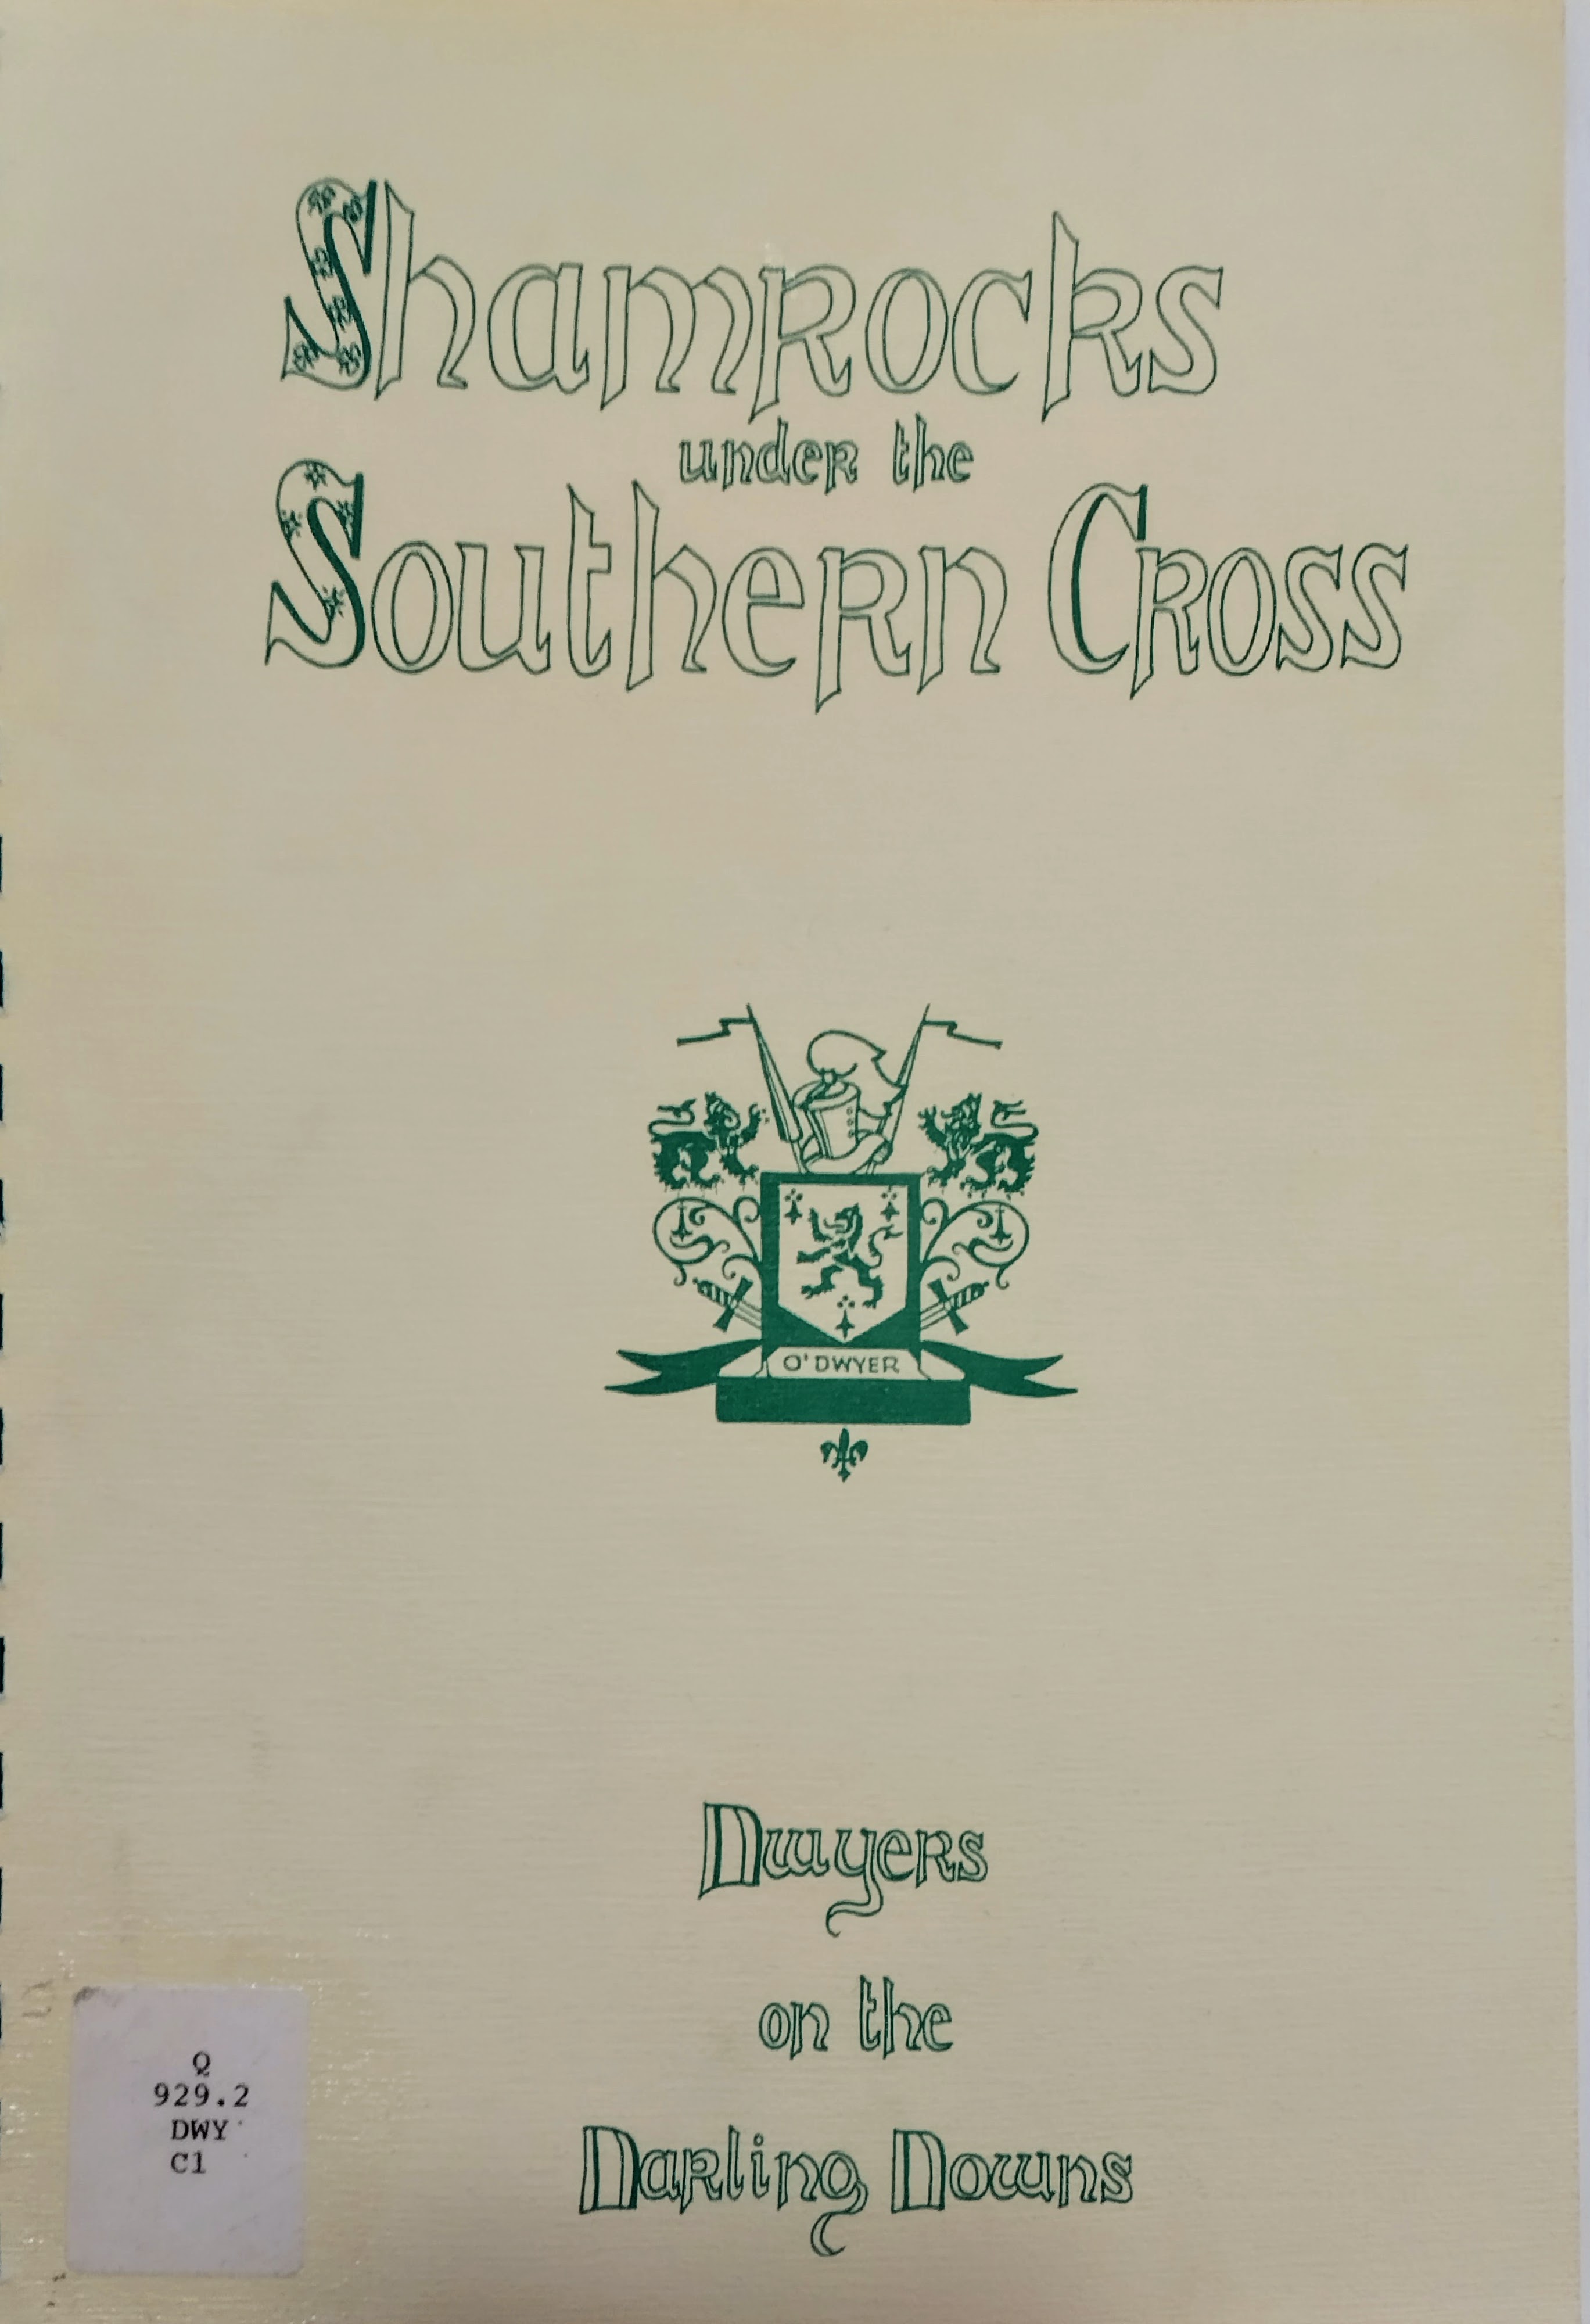 Shamrocks
under the
Southern Cross
O'DWYER
Dwyers
on the
Darling Downs
Q
929.2
DWY
C1